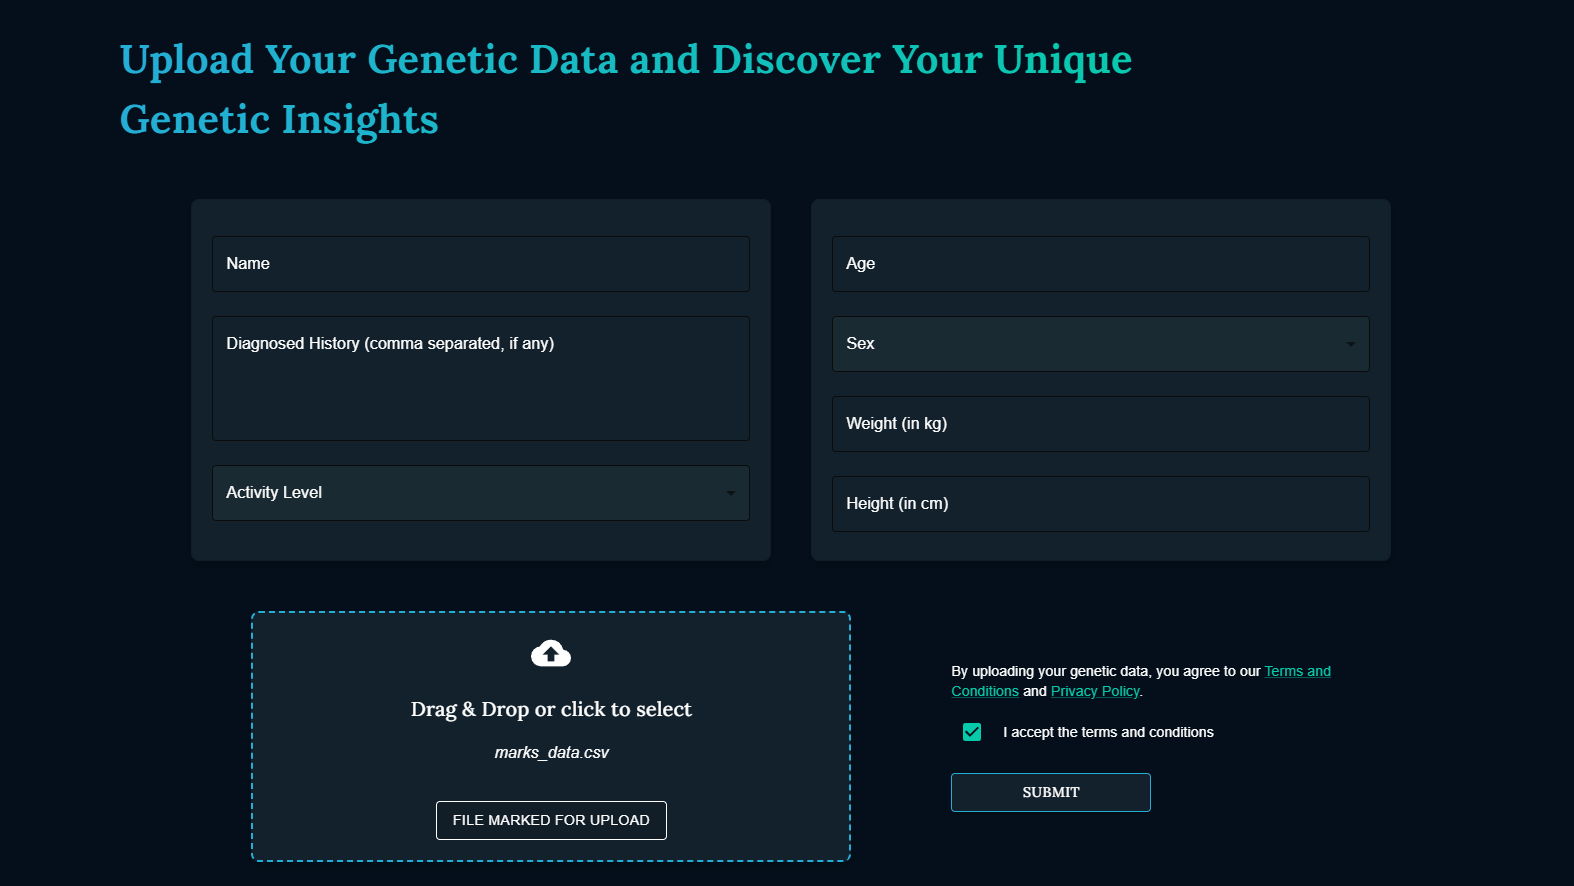 Upload Your Genetic Data and Discover Your Unique
Genetic Insights
Name
Diagnosed History (comma separated, if any)
Activity Level
Age
Sex
Weight (in kg)
Height (in cm)
Drag & Drop or click to select
marks_data.csv
FILE MARKED FOR UPLOAD
By uploading your genetic data, you agree to our Terms and
Conditions and Privacy Policy.
I accept the terms and conditions
SUBMIT